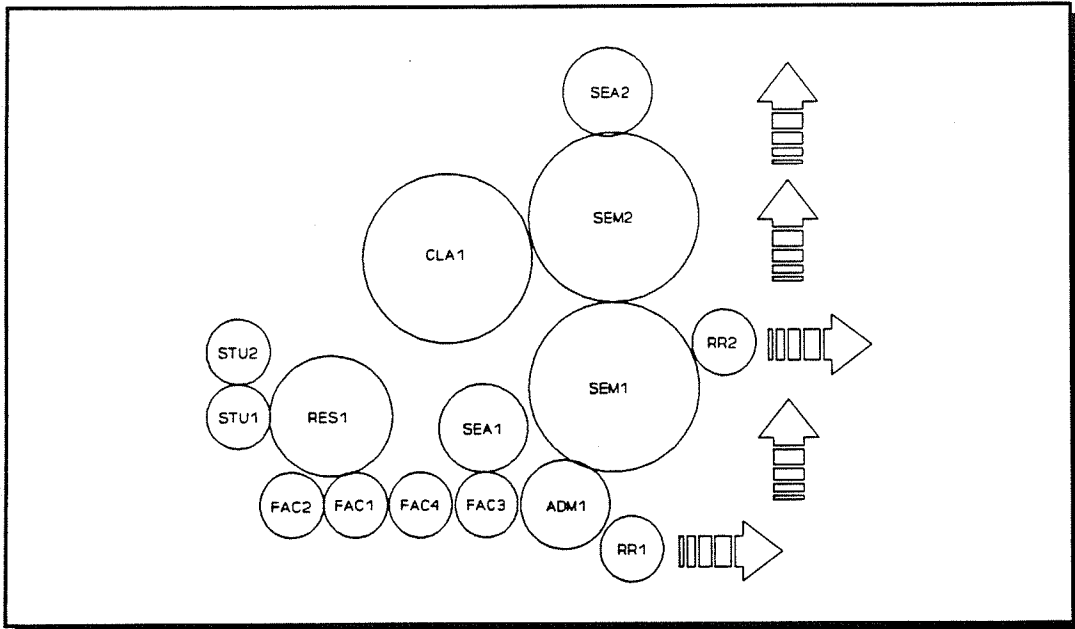 SEA2
SEM2
CLA1
RR2
STU2
SEM1
STU1
RES1
SEA1
FAC2
FAC1
FAC4
FAC3
ADM1
RR1